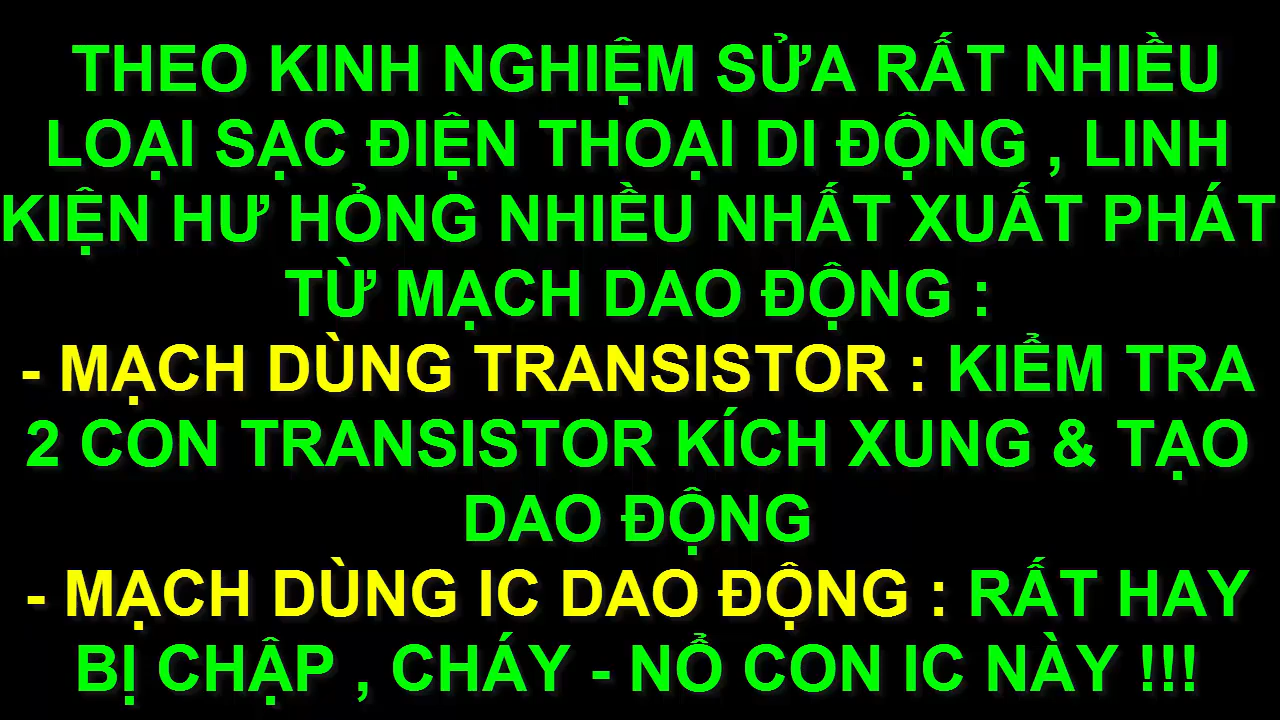 THEO KINH NGHIỆM SỬA RẤT NHIỀU
LOẠI SẠC ĐIỆN THOẠI DI ĐỘNG , LINH
KIỆN HƯ HỎNG NHIỀU NHẤT XUẤT PHÁT
TỪ MẠCH DAO ĐỘNG :
- MẠCH DÙNG TRANSISTOR : KIỂM TRA
2 CON TRANSISTOR KÍCH XUNG & TẠO
DAO ĐỘNG
- MẠCH DÙNG IC DAO ĐỘNG : RẤT HAY
BỊ CHẬP , CHÁY - NỔ CON IC NÀY !!!